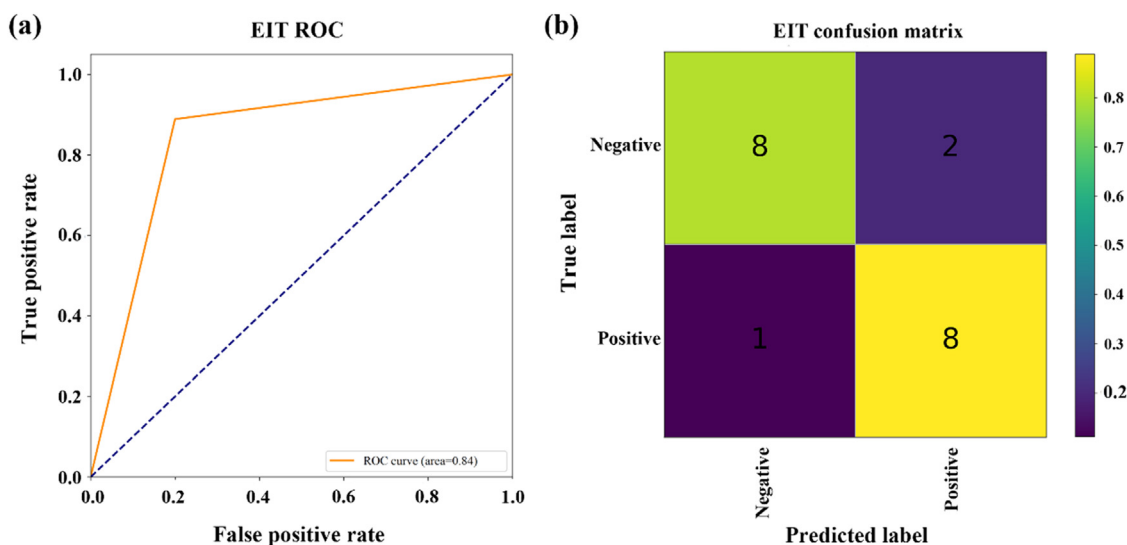 (a)
EIT ROC
True positive rate
1.0
0.8
0.6
0.4
0.2
0.0
0.0 0.2 0.4 0.6 0.8 1.0
ROC curve (area=0.84)
False positive rate
(b)
EIT confusion matrix
True label
Negative
8 2
Positive
1 8
Negative
Positive
Predicted label
0.8
0.7
0.6
0.5
0.4
0.3
0.2